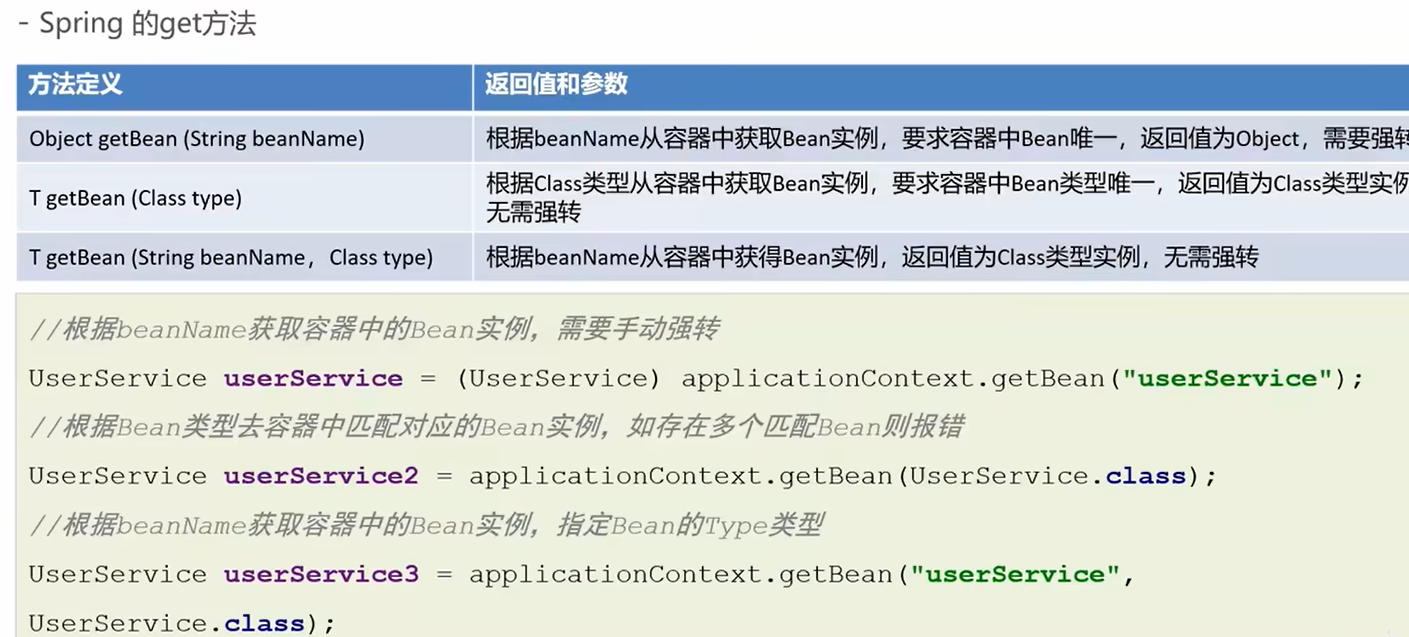 - Spring 的get方法
方法定义
返回值和参数
Object getBean (String beanName)
根据beanName从容器中获取Bean实例，要求容器中Bean唯一，返回值为Object，需要强转
T getBean (Class type)
根据Class类型从容器中获取Bean实例，要求容器中Bean类型唯一，返回值为Class类型实例
无需强转
T getBean (String beanName，Class type)
根据beanName从容器中获得Bean实例，返回值为Class类型实例，无需强转
//根据beanName获取容器中的Bean实例，需要手动强转
UserService userService = (UserService) applicationContext.getBean("userService");
//根据Bean类型去容器中匹配对应的Bean实例，如存在多个匹配Bean则报错
UserService userService2 = applicationContext.getBean(UserService.class);
//根据beanName获取容器中的Bean实例，指定Bean的Type类型
UserService userService3 = applicationContext.getBean("userService",
UserService.class);